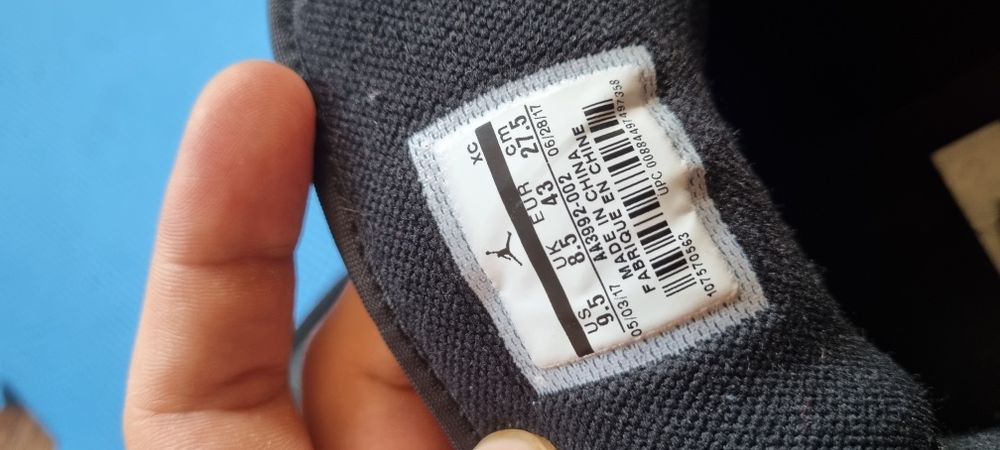 XC
US UK EUR cm
9.5 8.5 43 27.5
AA3992-002
05/03/17 06/28/17
MADE IN CHINA
FABRIQUE EN CHINE
UPC 00884497497358
107570563